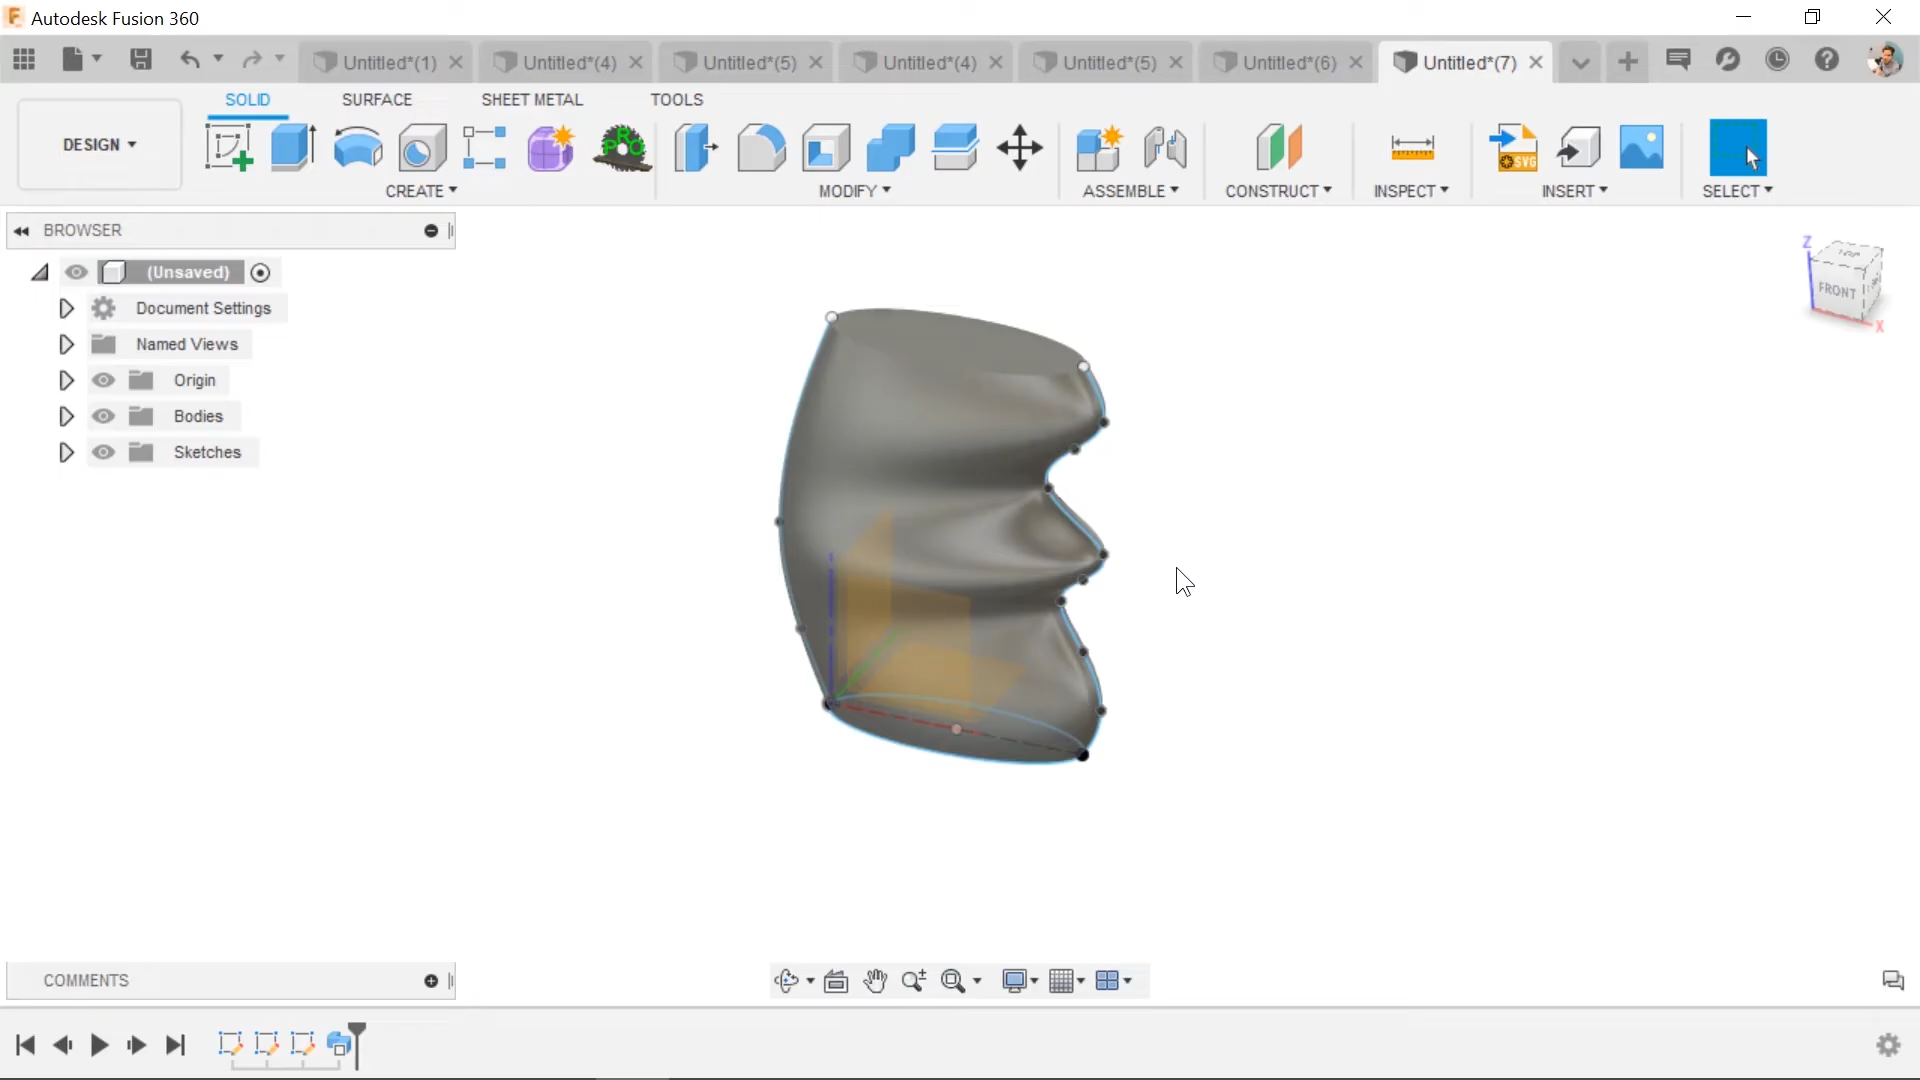 Autodesk Fusion 360
Untitled*(1) Untitled*(4) Untitled*(5) Untitled*(4) Untitled*(5) Untitled*(6) Untitled*(7)
SOLID SURFACE SHEET METAL TOOLS
DESIGN
CREATE MODIFY ASSEMBLE CONSTRUCT INSPECT INSERT SELECT
SVG
BROWSER
(Unsaved)
Document Settings
Named Views
Origin
Bodies
Sketches
Z
TOP
FRONT
X
COMMENTS